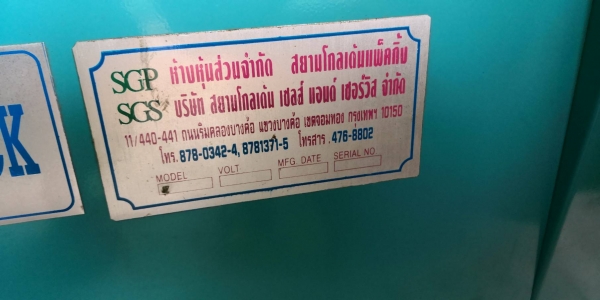 SGP ห้างหุ้นส่วนจำกัด สยามโกลเด้นแพ็คกิ้ง
SGS บริษัท สยามโกลเด้น เซลส์ แอนด์ เซอร์วิส จำกัด
11/440-441 ถนนริมคลองบางค้อ แขวงบางค้อ เขตจอมทอง กรุงเทพฯ 10150
โทร. 878-0342-4, 8781371-5 โทรสาร. 476-8802
MODEL VOLT MFG. DATE SERIAL NO.
CK